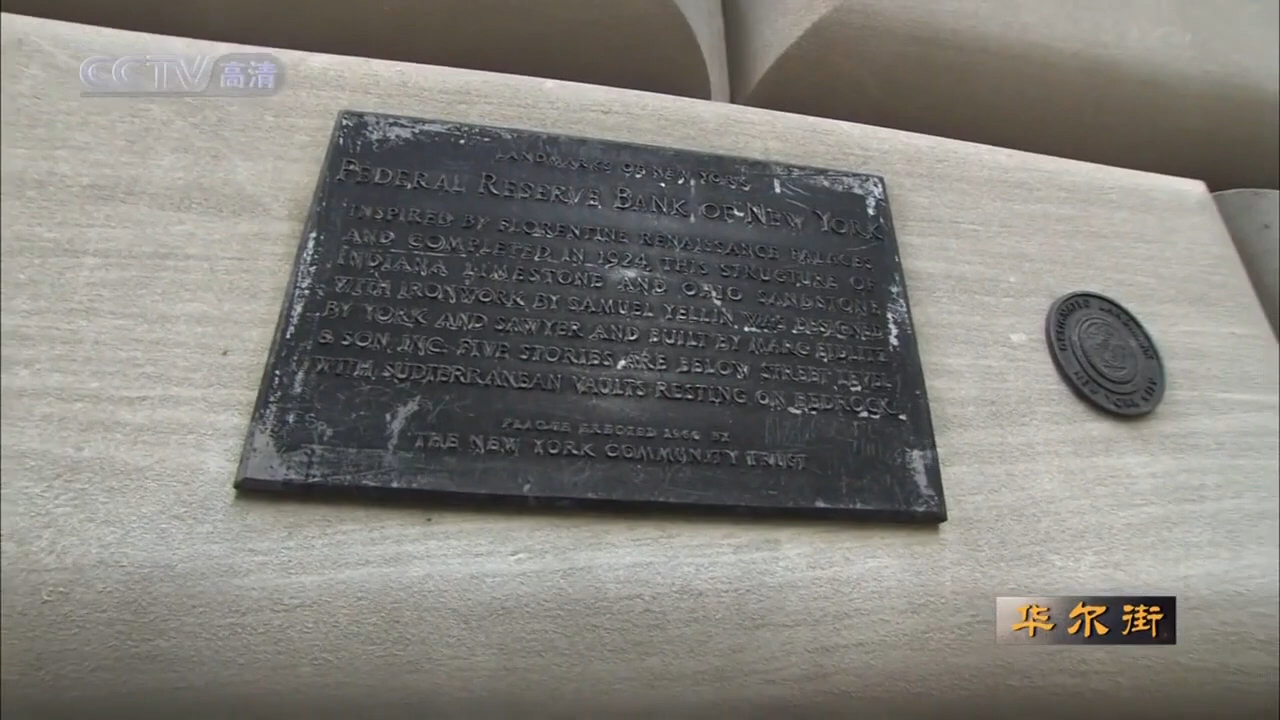 CCTV高清
LANDMARKS OF NEW YORK
FEDERAL RESERVE BANK OF NEW YORK
INSPIRED BY FLORENTINE RENAISSANCE PALACES
AND COMPLETED IN 1924, THIS STRUCTURE OF
INDIANA LIMESTONE AND OHIO SANDSTONE
WITH IRONWORK BY SAMUEL YELLIN, WAS DESIGNED
BY YORK AND SAWYER AND BUILT BY MARC EIDLITZ
& SON, INC. FIVE STORIES ARE BELOW STREET LEVEL
WITH SUBTERRANEAN VAULTS RESTING ON BEDROCK.
PLAQUE ERECTED 1966 BY
THE NEW YORK COMMUNITY TRUST
华尔街